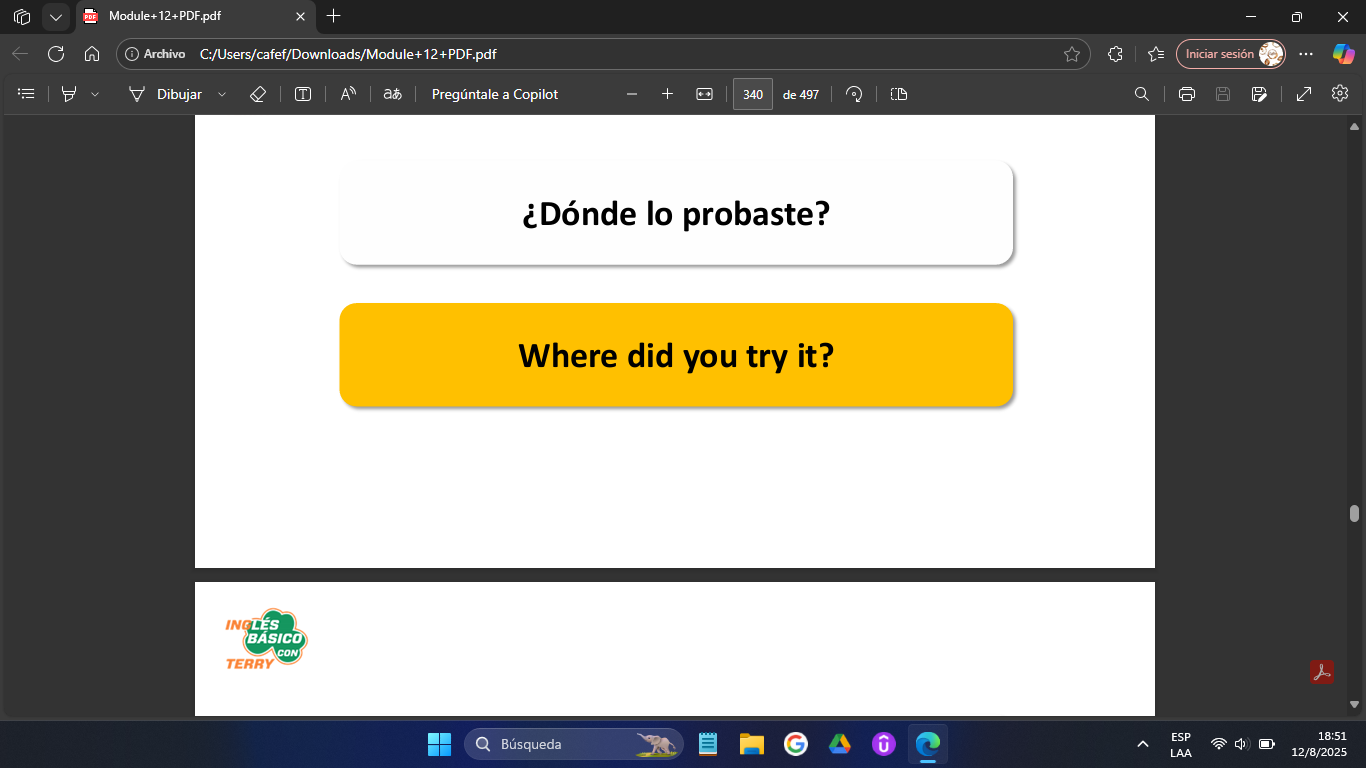 Module+12+PDF.pdf
Archivo
C:/Users/cafef/Downloads/Module+12+PDF.pdf
Iniciar sesión
Dibujar
Pregúntale a Copilot
340
de 497
¿Dónde lo probaste?
Where did you try it?
INGLÉS
BÁSICO
CON
TERRY
Búsqueda
ESP
LAA
18:51
12/8/2025